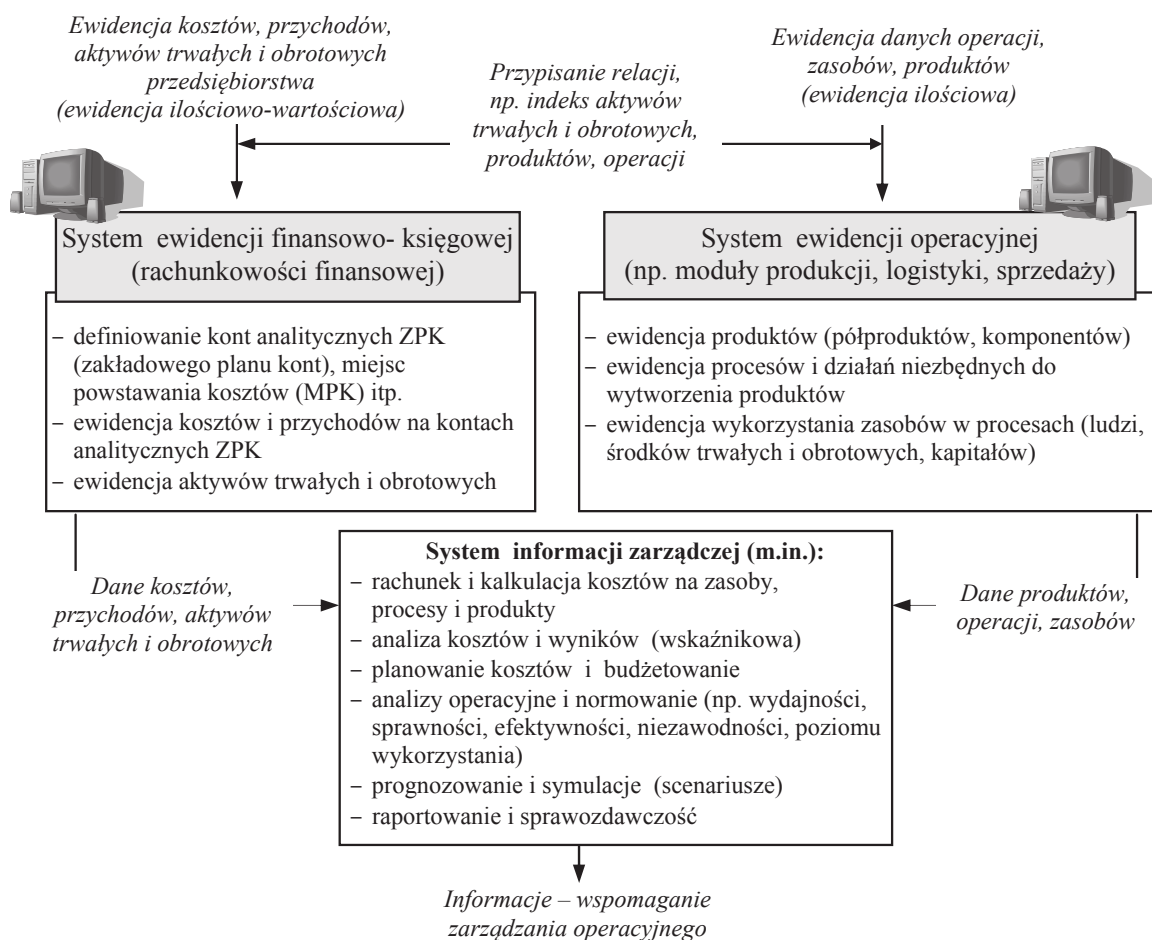 Ewidencja kosztów, przychodów,
aktywów trwałych i obrotowych
przedsiębiorstwa
(ewidencja ilościowo-wartościowa)
Przypisanie relacji,
np. indeks aktywów
trwałych i obrotowych,
produktów, operacji
Ewidencja danych operacji,
zasobów, produktów
(ewidencja ilościowa)
System ewidencji finansowo- księgowej
(rachunkowości finansowej)
– definiowanie kont analitycznych ZPK
(zakładowego planu kont), miejsc
powstawania kosztów (MPK) itp.
– ewidencja kosztów i przychodów na kontach
analitycznych ZPK
– ewidencja aktywów trwałych i obrotowych
System ewidencji operacyjnej
(np. moduły produkcji, logistyki, sprzedaży)
– ewidencja produktów (półproduktów, komponentów)
– ewidencja procesów i działań niezbędnych do
wytworzenia produktów
– ewidencja wykorzystania zasobów w procesach (ludzi,
środków trwałych i obrotowych, kapitałów)
Dane kosztów,
przychodów, aktywów
trwałych i obrotowych
System informacji zarządczej (m.in.):
– rachunek i kalkulacja kosztów na zasoby,
procesy i produkty
– analiza kosztów i wyników (wskaźnikowa)
– planowanie kosztów i budżetowanie
– analizy operacyjne i normowanie (np. wydajności,
sprawności, efektywności, niezawodności, poziomu
wykorzystania)
– prognozowanie i symulacje (scenariusze)
– raportowanie i sprawozdawczość
Dane produktów,
operacji, zasobów
Informacje – wspomaganie
zarządzania operacyjnego